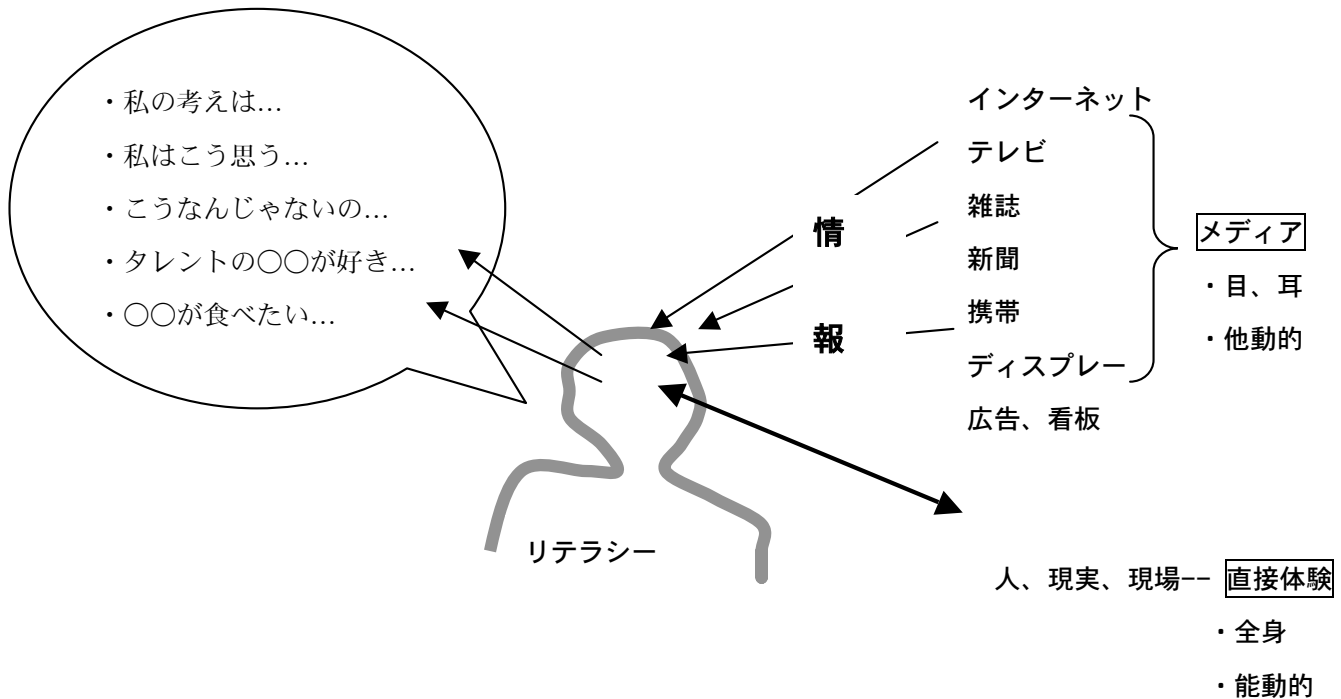 ・私の考えは…
・私はこう思う…
・こうなんじゃないの…
・タレントの〇〇が好き…
・〇〇が食べたい…
情
報
インターネット
テレビ
雑誌
新聞
携帯
ディスプレー
広告、看板
メディア
・目、耳
・他動的
リテラシー
人、現実、現場-- 直接体験
・全身
・能動的